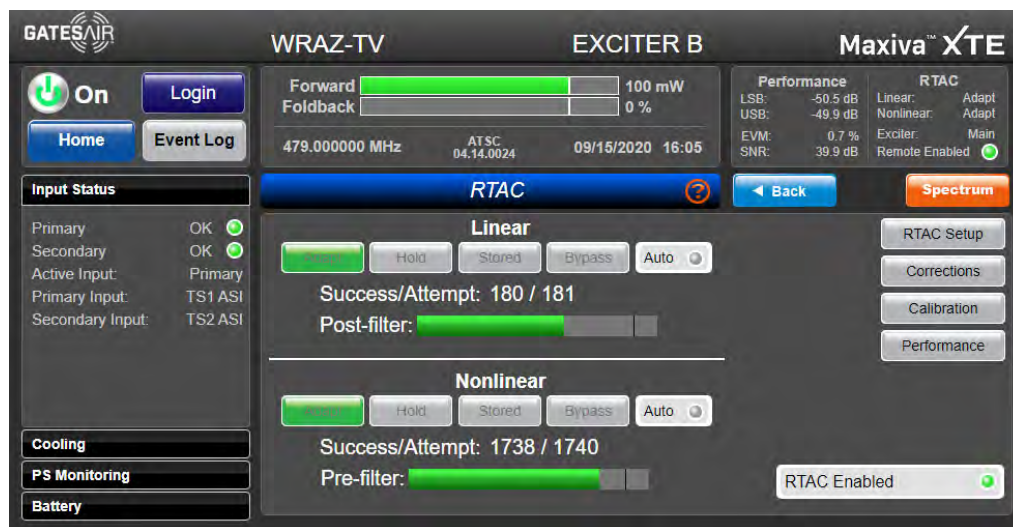 GATESAIR
WRAZ-TV
EXCITER B
Maxiva™ XTE
On
Login
Home
Event Log
Forward
100 mW
Foldback
0 %
479.000000 MHz
ATSC
04.14.0024
09/15/2020 16:05
Performance
LSB: -50.5 dB
USB: -49.9 dB
EVM: 0.7 %
SNR: 39.9 dB
RTAC
Linear: Adapt
Nonlinear: Adapt
Exciter: Main
Remote Enabled
Input Status
RTAC
?
Back
Spectrum
Primary OK
Secondary OK
Active Input: Primary
Primary Input: TS1 ASI
Secondary Input: TS2 ASI
Cooling
PS Monitoring
Battery
Linear
Hold
Stored
Bypass
Auto
Success/Attempt: 180 / 181
Post-filter:
Nonlinear
Hold
Stored
Bypass
Auto
Success/Attempt: 1738 / 1740
Pre-filter:
RTAC Setup
Corrections
Calibration
Performance
RTAC Enabled